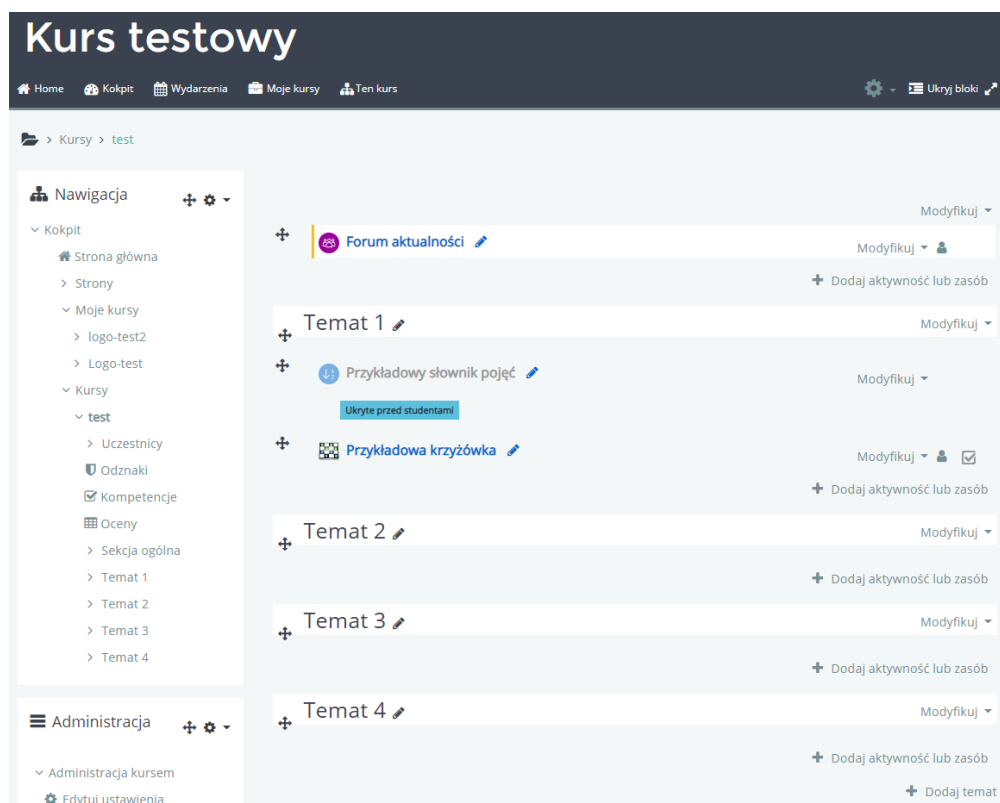 Kurs testowy
Home Kokpit Wydarzenia Moje kursy Ten kurs Ukryj bloki
> Kursy > test
Nawigacja
Kokpit
Strona główna
Strony
Moje kursy
logo-test2
Logo-test
Kursy
test
Uczestnicy
Odznaki
Kompetencje
Oceny
Sekcja ogólna
Temat 1
Temat 2
Temat 3
Temat 4
Administracja
Administracja kursem
Edytuj ustawienia
Modyfikuj
Forum aktualności Modyfikuj
Dodaj aktywność lub zasób
Temat 1 Modyfikuj
Przykładowy słownik pojęć Modyfikuj
Ukryte przed studentami
Przykładowa krzyżówka Modyfikuj
Dodaj aktywność lub zasób
Temat 2 Modyfikuj
Dodaj aktywność lub zasób
Temat 3 Modyfikuj
Dodaj aktywność lub zasób
Temat 4 Modyfikuj
Dodaj aktywność lub zasób
Dodaj temat